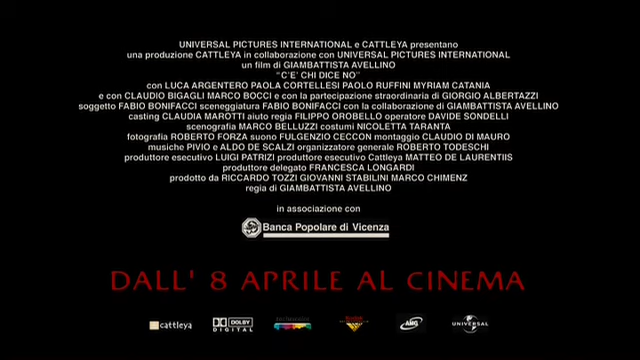 UNIVERSAL PICTURES INTERNATIONAL e CATTLEYA presentano
una produzione CATTLEYA in collaborazione con UNIVERSAL PICTURES INTERNATIONAL
un film di GIAMBATTISTA AVELLINO
"C'E' CHI DICE NO"
con LUCA ARGENTERO PAOLA CORTELLESI PAOLO RUFFINI MYRIAM CATANIA
e con CLAUDIO BIGAGLI MARCO BOCCI e con la partecipazione straordinaria di GIORGIO ALBERTAZZI
soggetto FABIO BONIFACCI sceneggiatura FABIO BONIFACCI con la collaborazione di GIAMBATTISTA AVELLINO
casting CLAUDIA MAROTTI aiuto regia FILIPPO OROBELLO operatore DAVIDE SONDELLI
scenografia MARCO BELLUZZI costumi NICOLETTA TARANTA
fotografia ROBERTO FORZA suono FULGENZIO CECCON montaggio CLAUDIO DI MAURO
musiche PIVIO e ALDO DE SCALZI organizzatore generale ROBERTO TODESCHI
produttore esecutivo LUIGI PATRIZI produttore esecutivo Cattleya MATTEO DE LAURENTIIS
produttore delegato FRANCESCA LONGARDI
prodotto da RICCARDO TOZZI GIOVANNI STABILINI MARCO CHIMENZ
regia di GIAMBATTISTA AVELLINO
in associazione con
Banca Popolare di Vicenza
DALL' 8 APRILE AL CINEMA
cattleya
DOLBY
DIGITAL
UNIVERSAL